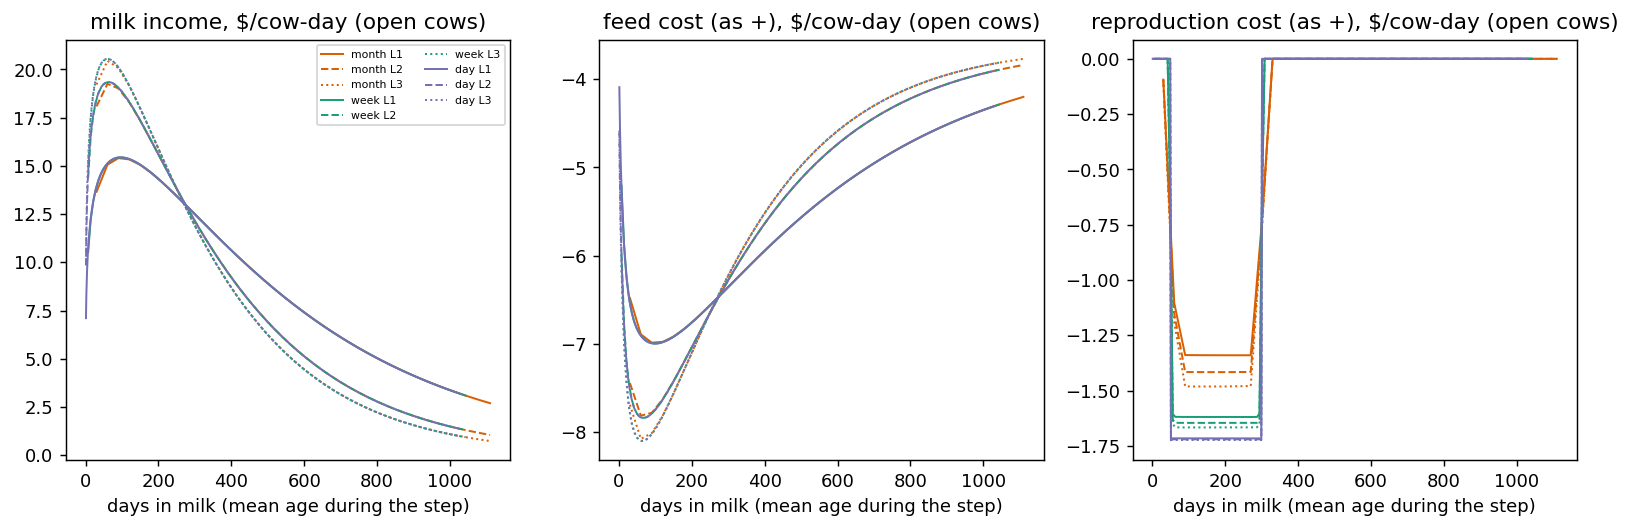 milk income, $/cow-day (open cows)
20.0
17.5
15.0
12.5
10.0
7.5
5.0
2.5
0.0
0 200 400 600 800 1000
days in milk (mean age during the step)
month L1
month L2
month L3
week L1
week L2
week L3
day L1
day L2
day L3
feed cost (as +), $/cow-day (open cows)
−4
−5
−6
−7
−8
0 200 400 600 800 1000
days in milk (mean age during the step)
reproduction cost (as +), $/cow-day (open cows)
0.00
−0.25
−0.50
−0.75
−1.00
−1.25
−1.50
−1.75
0 200 400 600 800 1000
days in milk (mean age during the step)